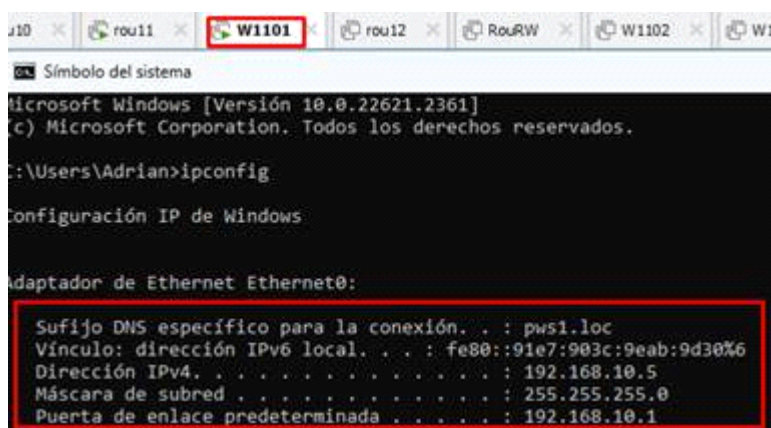 u10 rou11 W1101 rou12 RouRW W1102 W1
Símbolo del sistema
Microsoft Windows [Versión 10.0.22621.2361]
(c) Microsoft Corporation. Todos los derechos reservados.
C:\Users\Adrian>ipconfig
Configuración IP de Windows
Adaptador de Ethernet Ethernet0:
Sufijo DNS específico para la conexión. . : pws1.loc
Vínculo: dirección IPv6 local. . . : fe80::91e7:903c:9eab:9d30%6
Dirección IPv4. . . . . . . . . . . . . . : 192.168.10.5
Máscara de subred . . . . . . . . . . . . : 255.255.255.0
Puerta de enlace predeterminada . . . . . : 192.168.10.1